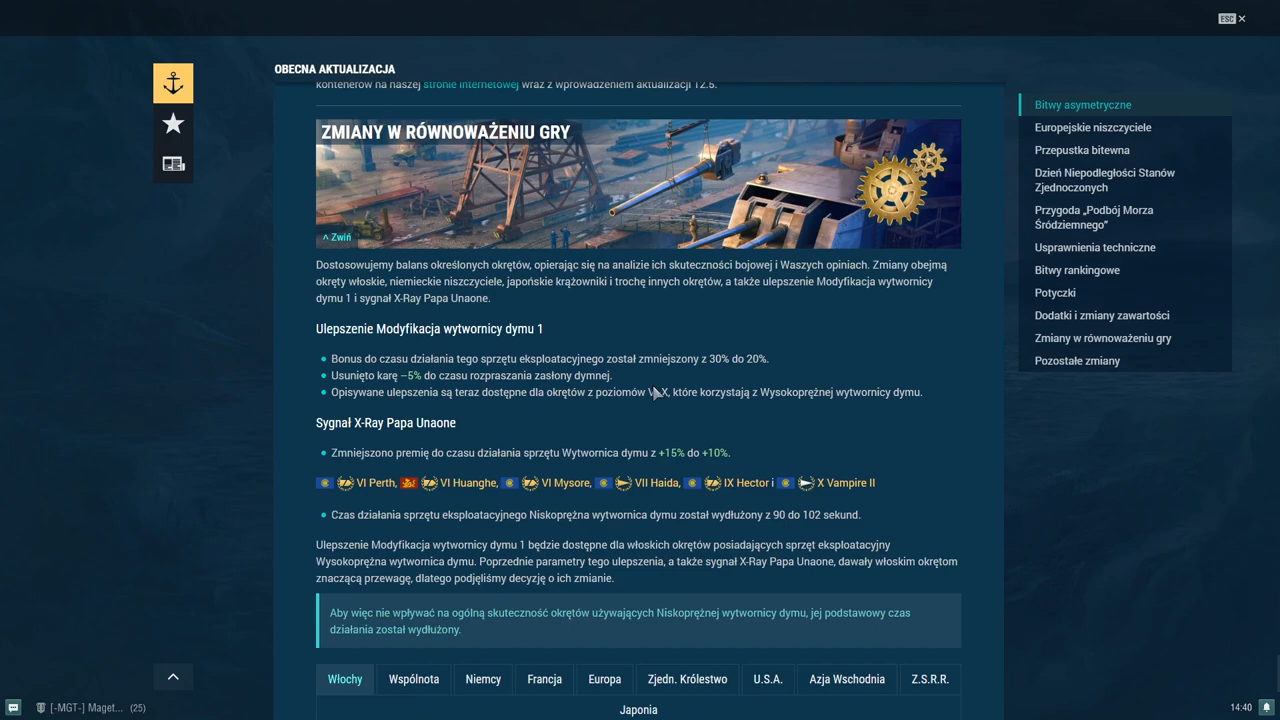 ESC ×
OBECNA AKTUALIZACJA
kontenerów na naszej stronie internetowej wraz z wprowadzeniem aktualizacji 12.5.
ZMIANY W RÓWNOWAŻENIU GRY
^ Zwiń
Dostosowujemy balans określonych okrętów, opierając się na analizie ich skuteczności bojowej i Waszych opiniach. Zmiany obejmą
okręty włoskie, niemieckie niszczyciele, japońskie krążowniki i trochę innych okrętów, a także ulepszenie Modyfikacja wytwornicy
dymu 1 i sygnał X-Ray Papa Unaone.
Ulepszenie Modyfikacja wytwornicy dymu 1
• Bonus do czasu działania tego sprzętu eksploatacyjnego został zmniejszony z 30% do 20%.
• Usunięto karę –5% do czasu rozpraszania zasłony dymnej.
• Opisywane ulepszenia są teraz dostępne dla okrętów z poziomów które korzystają z Wysokoprężnej wytwornicy dymu.
Sygnał X-Ray Papa Unaone
• Zmniejszono premię do czasu działania sprzętu Wytwornica dymu z +15% do +10%.
VI Perth, VI Huanghe, VI Mysore, VII Haida, IX Hector i X Vampire II
• Czas działania sprzętu eksploatacyjnego Niskoprężna wytwornica dymu został wydłużony z 90 do 102 sekund.
Ulepszenie Modyfikacja wytwornicy dymu 1 będzie dostępne dla włoskich okrętów posiadających sprzęt eksploatacyjny
Wysokoprężna wytwornica dymu. Poprzednie parametry tego ulepszenia, a także sygnał X-Ray Papa Unaone, dawały włoskim okrętom
znaczącą przewagę, dlatego podjęliśmy decyzję o ich zmianie.
Aby więc nie wpływać na ogólną skuteczność okrętów używających Niskoprężnej wytwornicy dymu, jej podstawowy czas
działania został wydłużony.
Włochy Wspólnota Niemcy Francja Europa Zjedn. Królestwo U.S.A. Azja Wschodnia Z.S.R.R.
Japonia
Bitwy asymetryczne
Europejskie niszczyciele
Przepustka bitewna
Dzień Niepodległości Stanów
Zjednoczonych
Przygoda „Podbój Morza
Śródziemnego”
Usprawnienia techniczne
Bitwy rankingowe
Potyczki
Dodatki i zmiany zawartości
Zmiany w równoważeniu gry
Pozostałe zmiany
[-MGT-] Maget... (25)
14:40